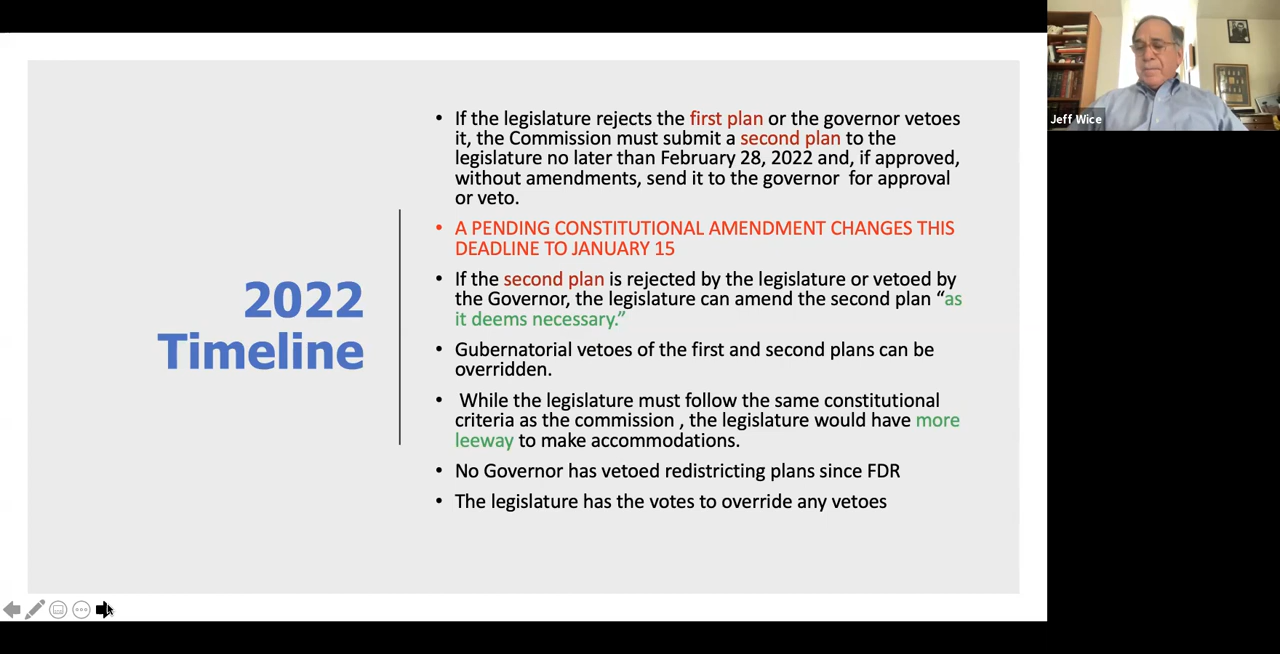 2022
Timeline
• If the legislature rejects the first plan or the governor vetoes
it, the Commission must submit a second plan to the
legislature no later than February 28, 2022 and, if approved,
without amendments, send it to the governor  for approval
or veto.
• A PENDING CONSTITUTIONAL AMENDMENT CHANGES THIS
DEADLINE TO JANUARY 15
• If the second plan is rejected by the legislature or vetoed by
the Governor, the legislature can amend the second plan “as
it deems necessary.”
• Gubernatorial vetoes of the first and second plans can be
overridden.
•  While the legislature must follow the same constitutional
criteria as the commission , the legislature would have more
leeway to make accommodations.
• No Governor has vetoed redistricting plans since FDR
• The legislature has the votes to override any vetoes
Jeff Wice